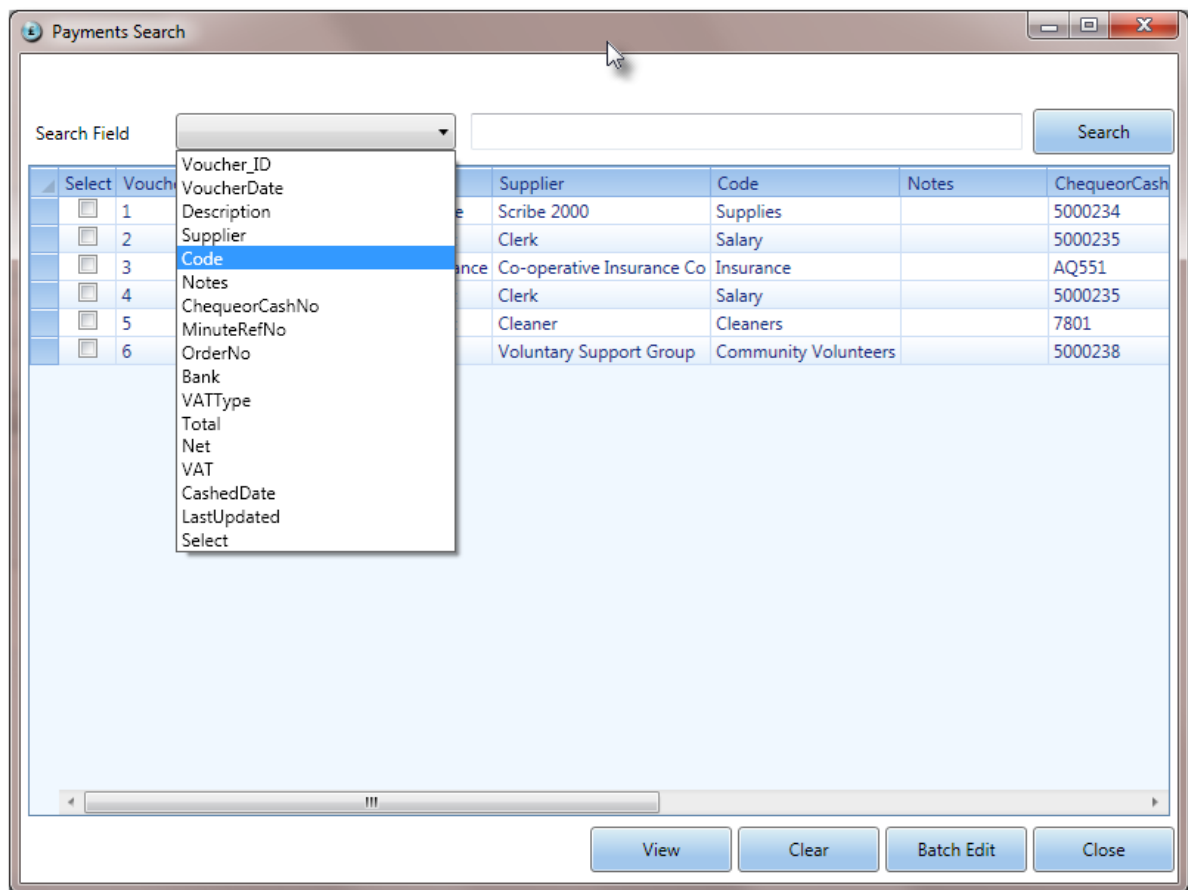 Payments Search
Search Field
Search
Voucher_ID
VoucherDate
Description
Supplier
Code
Notes
ChequeorCashNo
MinuteRefNo
OrderNo
Bank
VATType
Total
Net
VAT
CashedDate
LastUpdated
Select
Select Vouch Supplier Code Notes ChequeorCash
1 e Scribe 2000 Supplies 5000234
2 Clerk Salary 5000235
3 ance Co-operative Insurance Co Insurance AQ551
4 Clerk Salary 5000235
5 Cleaner Cleaners 7801
6 Voluntary Support Group Community Volunteers 5000238
View Clear Batch Edit Close